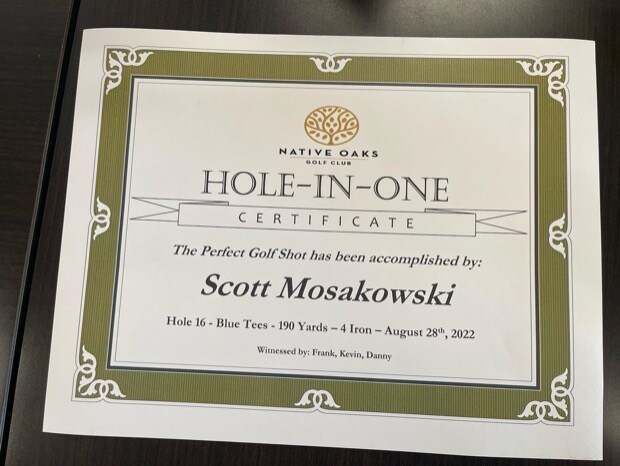 NATIVE OAKS
GOLF CLUB
HOLE-IN-ONE
CERTIFICATE
The Perfect Golf Shot has been accomplished by:
Scott Mosakowski
Hole 16 - Blue Tees - 190 Yards – 4 Iron – August 28th, 2022
Witnessed by: Frank, Kevin, Danny